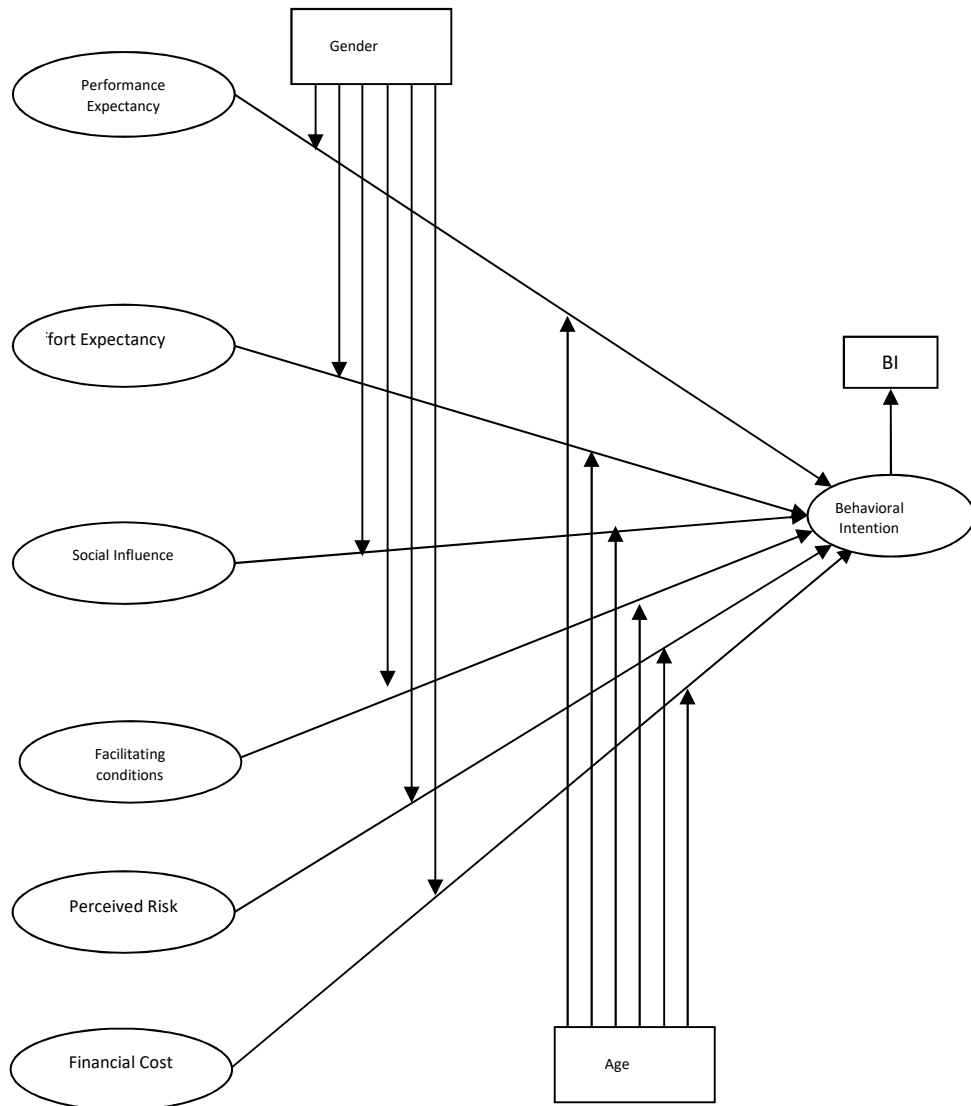 Gender
Performance
Expectancy
ffort Expectancy
BI
Behavioral
Intention
Social Influence
Facilitating
conditions
Perceived Risk
Financial Cost
Age